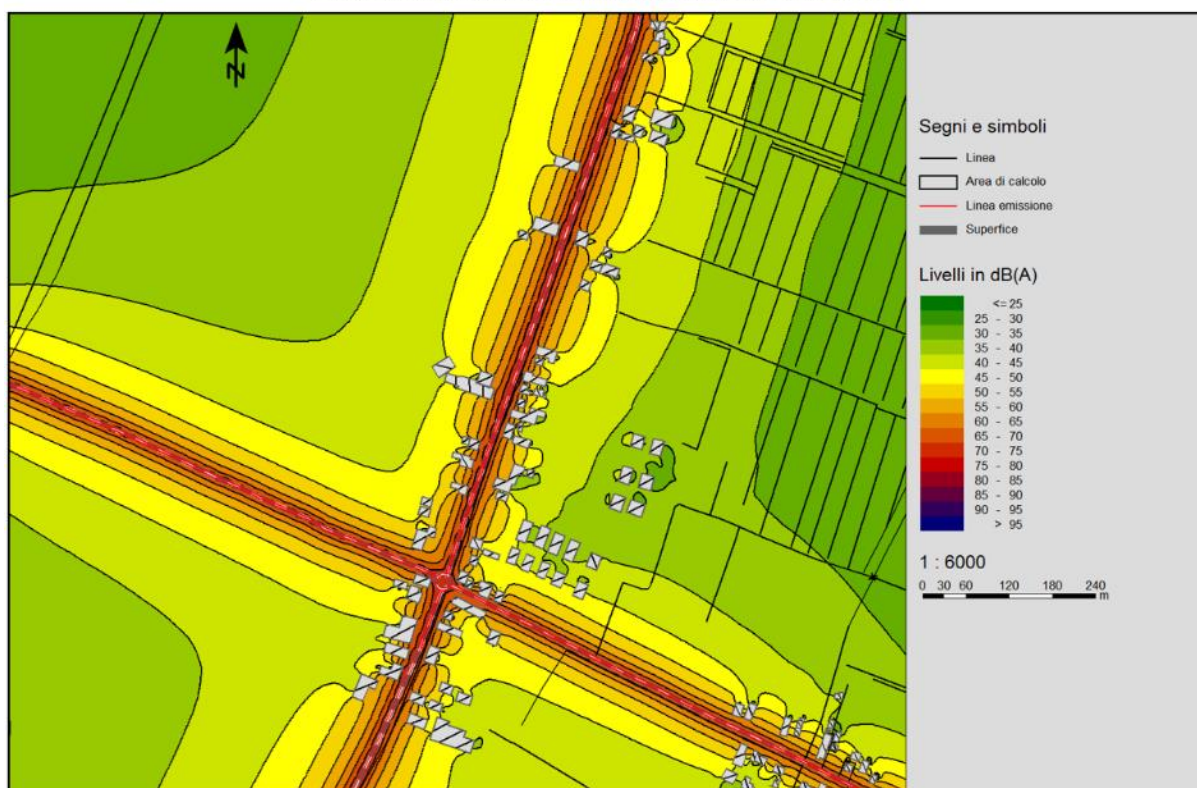 N
Segni e simboli
Linea
Area di calcolo
Linea emissione
Superfice
Livelli in dB(A)
<= 25
25 - 30
30 - 35
35 - 40
40 - 45
45 - 50
50 - 55
55 - 60
60 - 65
65 - 70
70 - 75
75 - 80
80 - 85
85 - 90
90 - 95
> 95
1 : 6000
0 30 60 120 180 240
m